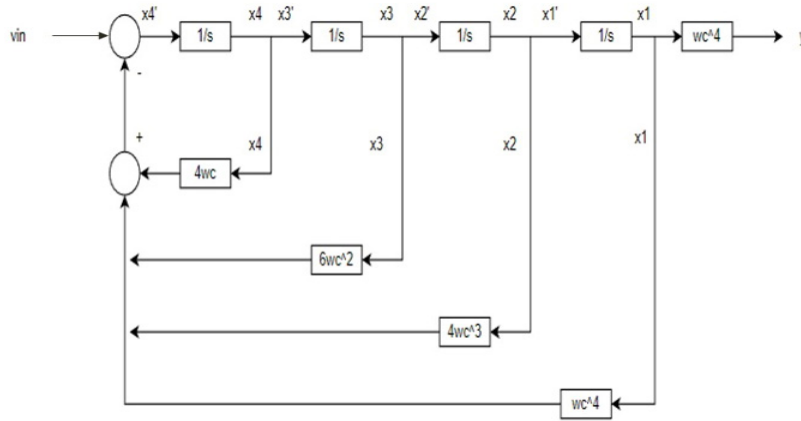 x4' x4 x3' x3 x2' x2 x1' x1
vin 1/s 1/s 1/s 1/s wc^4
-
+
x4 x3 x2 x1
4wc
6wc^2
4wc^3
wc^4